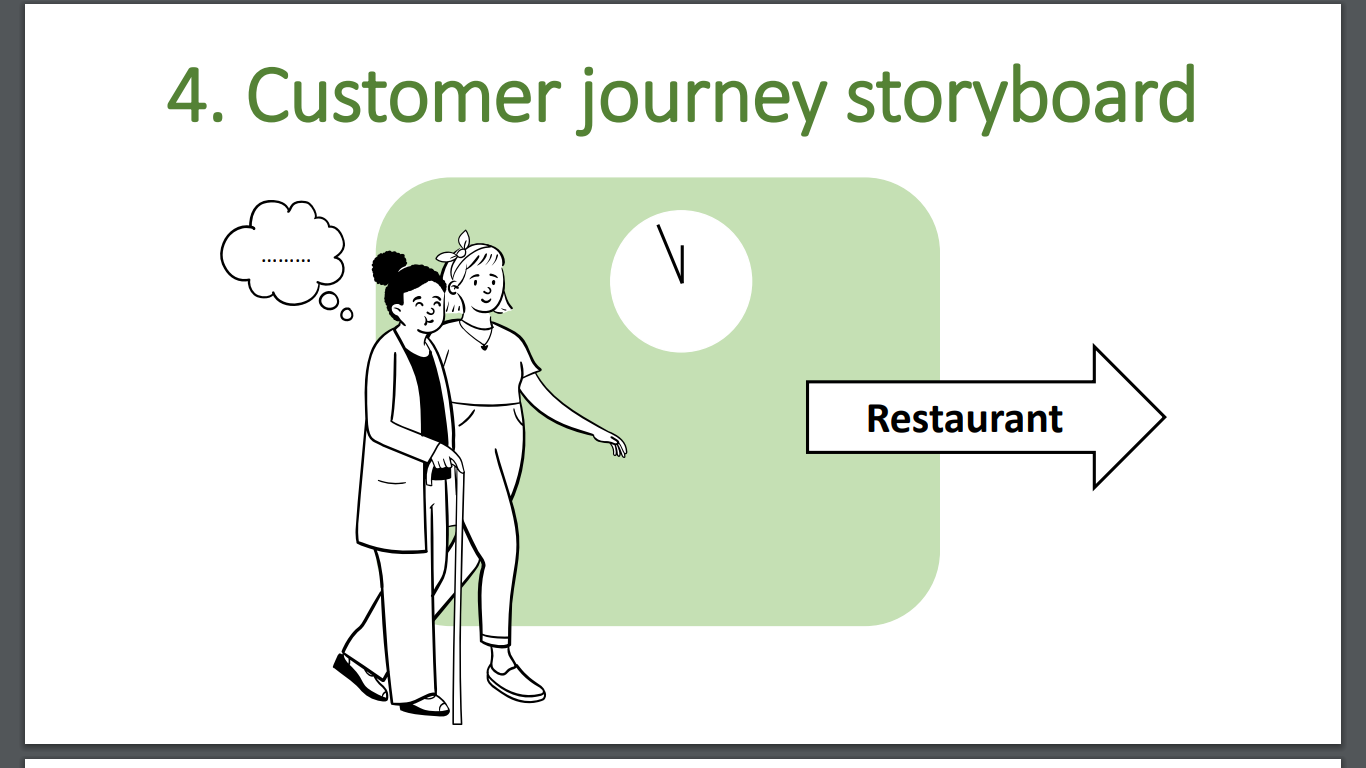 4. Customer journey storyboard
.........
Restaurant